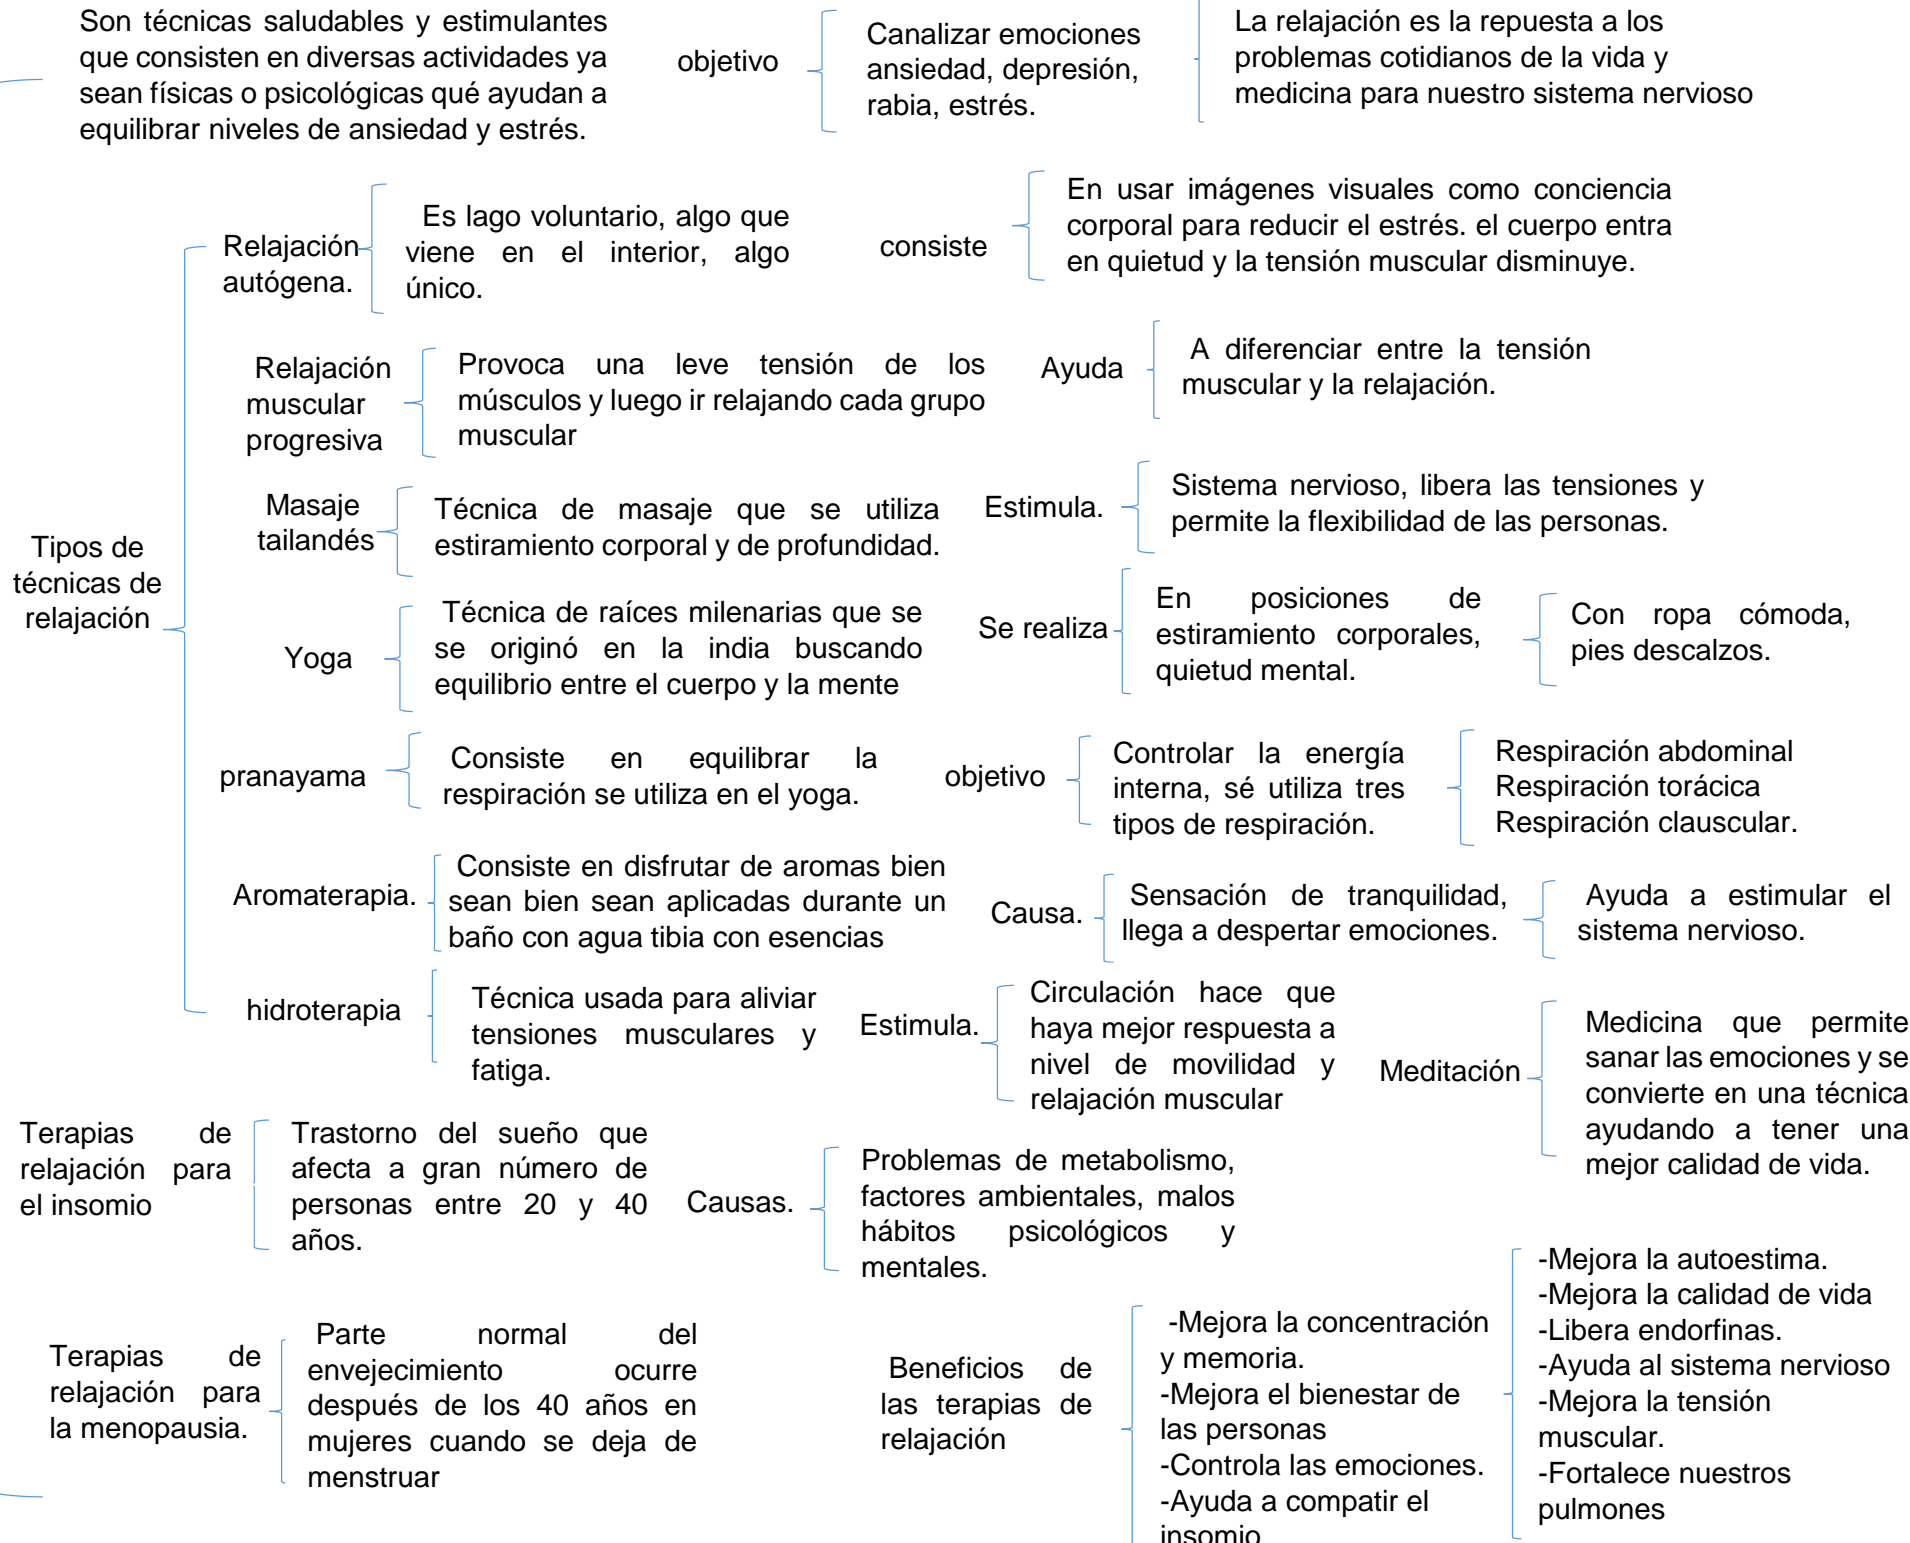 Son técnicas saludables y estimulantes
que consisten en diversas actividades ya
sean físicas o psicológicas qué ayudan a
equilibrar niveles de ansiedad y estrés.
objetivo
Canalizar emociones
ansiedad, depresión,
rabia, estrés.
La relajación es la repuesta a los
problemas cotidianos de la vida y
medicina para nuestro sistema nervioso
Tipos de
técnicas de
relajación
Relajación
autógena.
Es lago voluntario, algo que
viene en el interior, algo
único.
consiste
En usar imágenes visuales como conciencia
corporal para reducir el estrés. el cuerpo entra
en quietud y la tensión muscular disminuye.
Relajación
muscular
progresiva
Provoca una leve tensión de los
músculos y luego ir relajando cada grupo
muscular
Ayuda
A diferenciar entre la tensión
muscular y la relajación.
Masaje
tailandés
Técnica de masaje que se utiliza
estiramiento corporal y de profundidad.
Estimula.
Sistema nervioso, libera las tensiones y
permite la flexibilidad de las personas.
Yoga
Técnica de raíces milenarias que se
se originó en la india buscando
equilibrio entre el cuerpo y la mente
Se realiza
En posiciones de
estiramiento corporales,
quietud mental.
Con ropa cómoda,
pies descalzos.
pranayama
Consiste en equilibrar la
respiración se utiliza en el yoga.
objetivo
Controlar la energía
interna, sé utiliza tres
tipos de respiración.
Respiración abdominal
Respiración torácica
Respiración clauscular.
Aromaterapia.
Consiste en disfrutar de aromas bien
sean bien sean aplicadas durante un
baño con agua tibia con esencias
Causa.
Sensación de tranquilidad,
llega a despertar emociones.
Ayuda a estimular el
sistema nervioso.
hidroterapia
Técnica usada para aliviar
tensiones musculares y
fatiga.
Estimula.
Circulación hace que
haya mejor respuesta a
nivel de movilidad y
relajación muscular
Meditación
Medicina que permite
sanar las emociones y se
convierte en una técnica
ayudando a tener una
mejor calidad de vida.
Terapias de
relajación para
el insomio
Trastorno del sueño que
afecta a gran número de
personas entre 20 y 40
años.
Causas.
Problemas de metabolismo,
factores ambientales, malos
hábitos psicológicos y
mentales.
Terapias de
relajación para
la menopausia.
Parte normal del
envejecimiento ocurre
después de los 40 años en
mujeres cuando se deja de
menstruar
Beneficios de
las terapias de
relajación
-Mejora la concentración
y memoria.
-Mejora el bienestar de
las personas
-Controla las emociones.
-Ayuda a compatir el
insomio
-Mejora la autoestima.
-Mejora la calidad de vida
-Libera endorfinas.
-Ayuda al sistema nervioso
-Mejora la tensión
muscular.
-Fortalece nuestros
pulmones